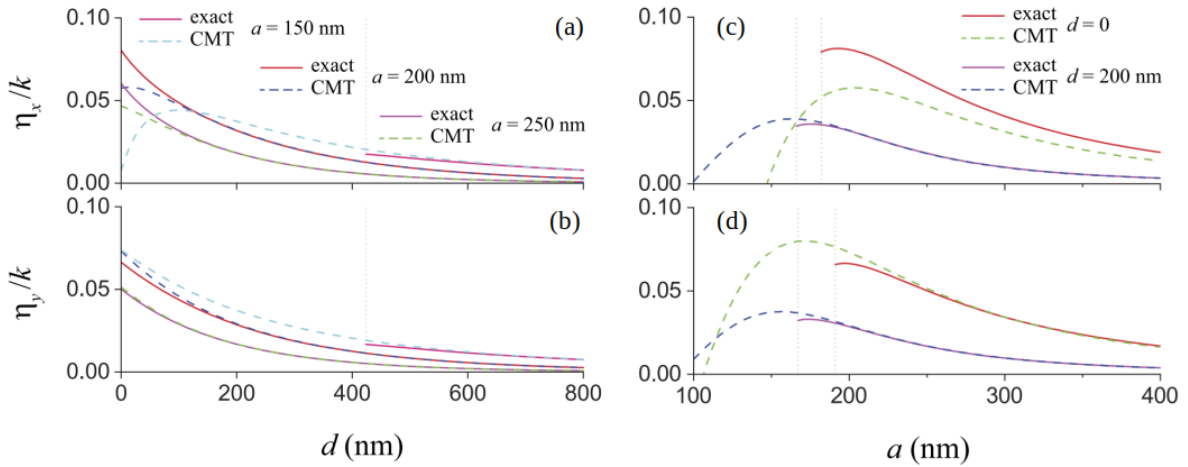 0.10
exact
CMT
a = 150 nm
(a)
exact
CMT
a = 200 nm
exact
CMT
a = 250 nm
0.05
0.00
ηx/k
(c)
exact
CMT
d = 0
exact
CMT
d = 200 nm
0.10
0.05
0.00
ηx/k
0.10
(b)
0.05
0.00
ηy/k
0 200 400 600 800
d (nm)
0.10
(d)
0.05
0.00
ηy/k
100 200 300 400
a (nm)